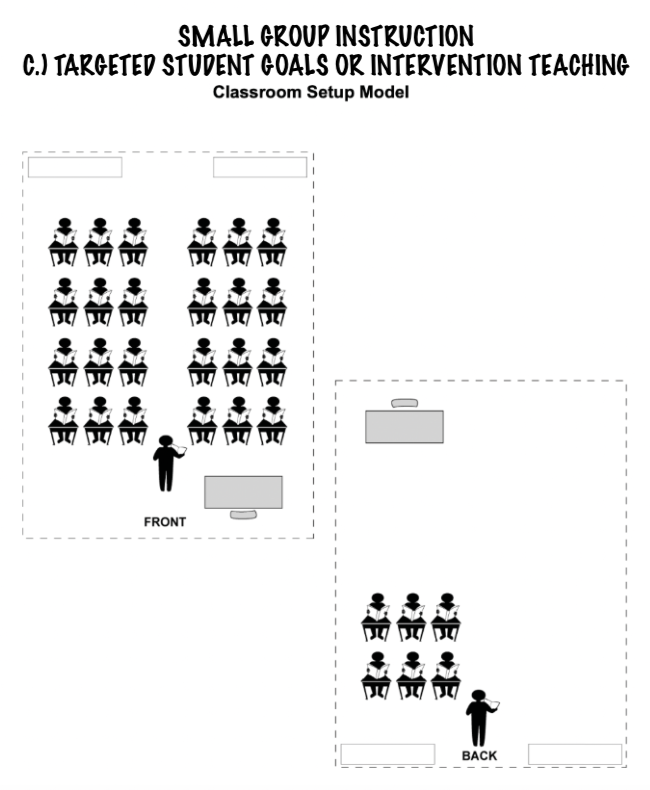 SMALL GROUP INSTRUCTION
C.) TARGETED STUDENT GOALS OR INTERVENTION TEACHING
Classroom Setup Model
FRONT
BACK